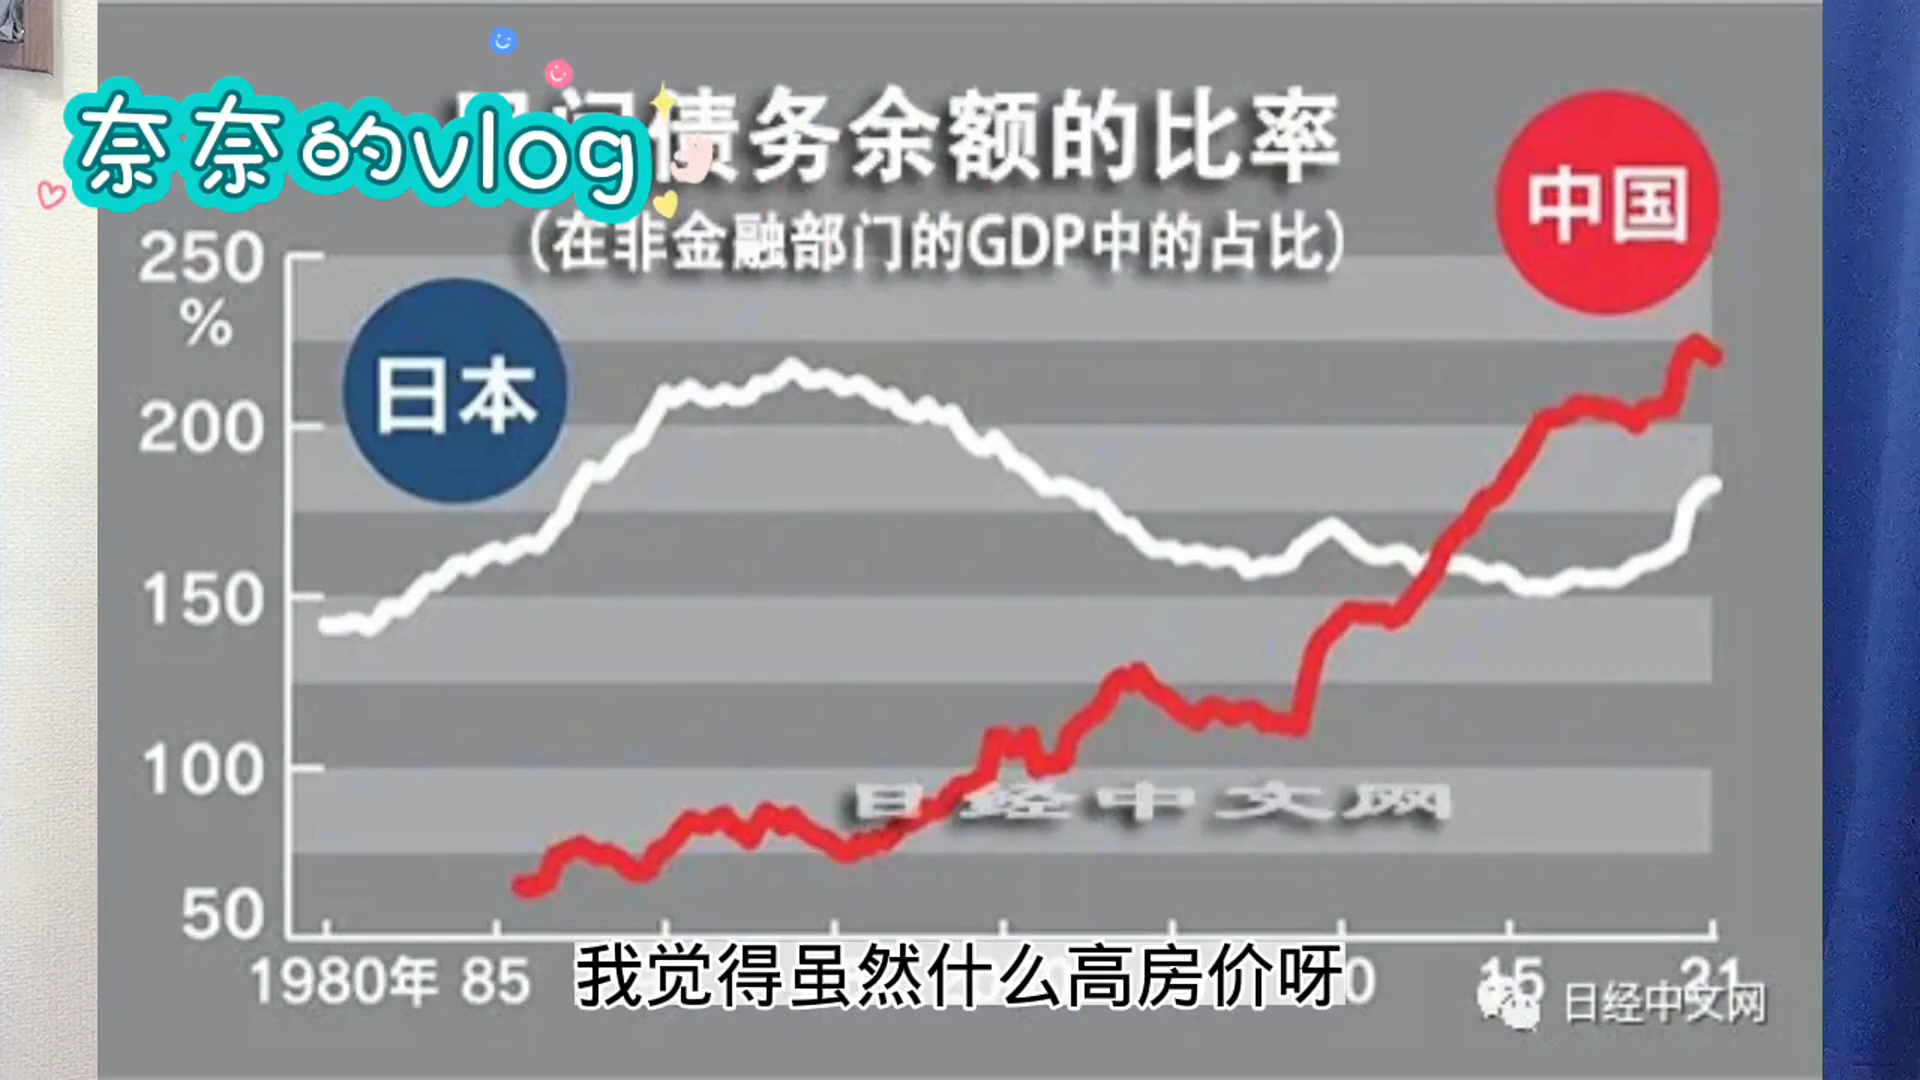 奈奈的vlog
债务余额的比率
(在非金融部门的GDP中的占比)
中国
日本
250
%
200
150
100
50
日经中文网
1980年 85
0 15 21
我觉得虽然什么高房价呀
日经中文网